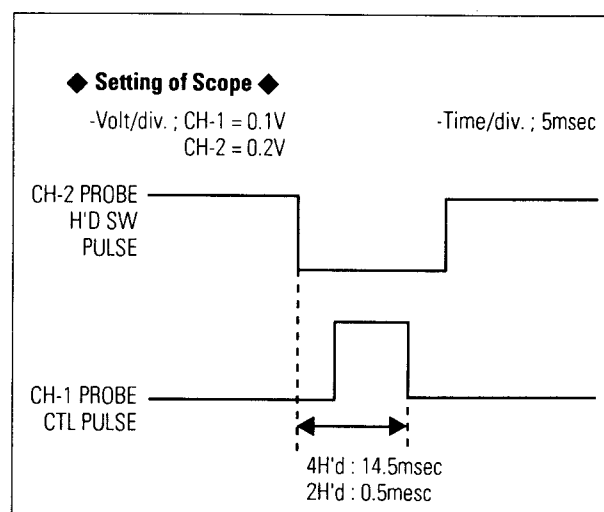 ◆ Setting of Scope ◆
-Volt/div. ; CH-1 = 0.1V
CH-2 = 0.2V
-Time/div. ; 5msec
CH-2 PROBE
H'D SW
PULSE
CH-1 PROBE
CTL PULSE
4H'd : 14.5msec
2H'd : 0.5mesc